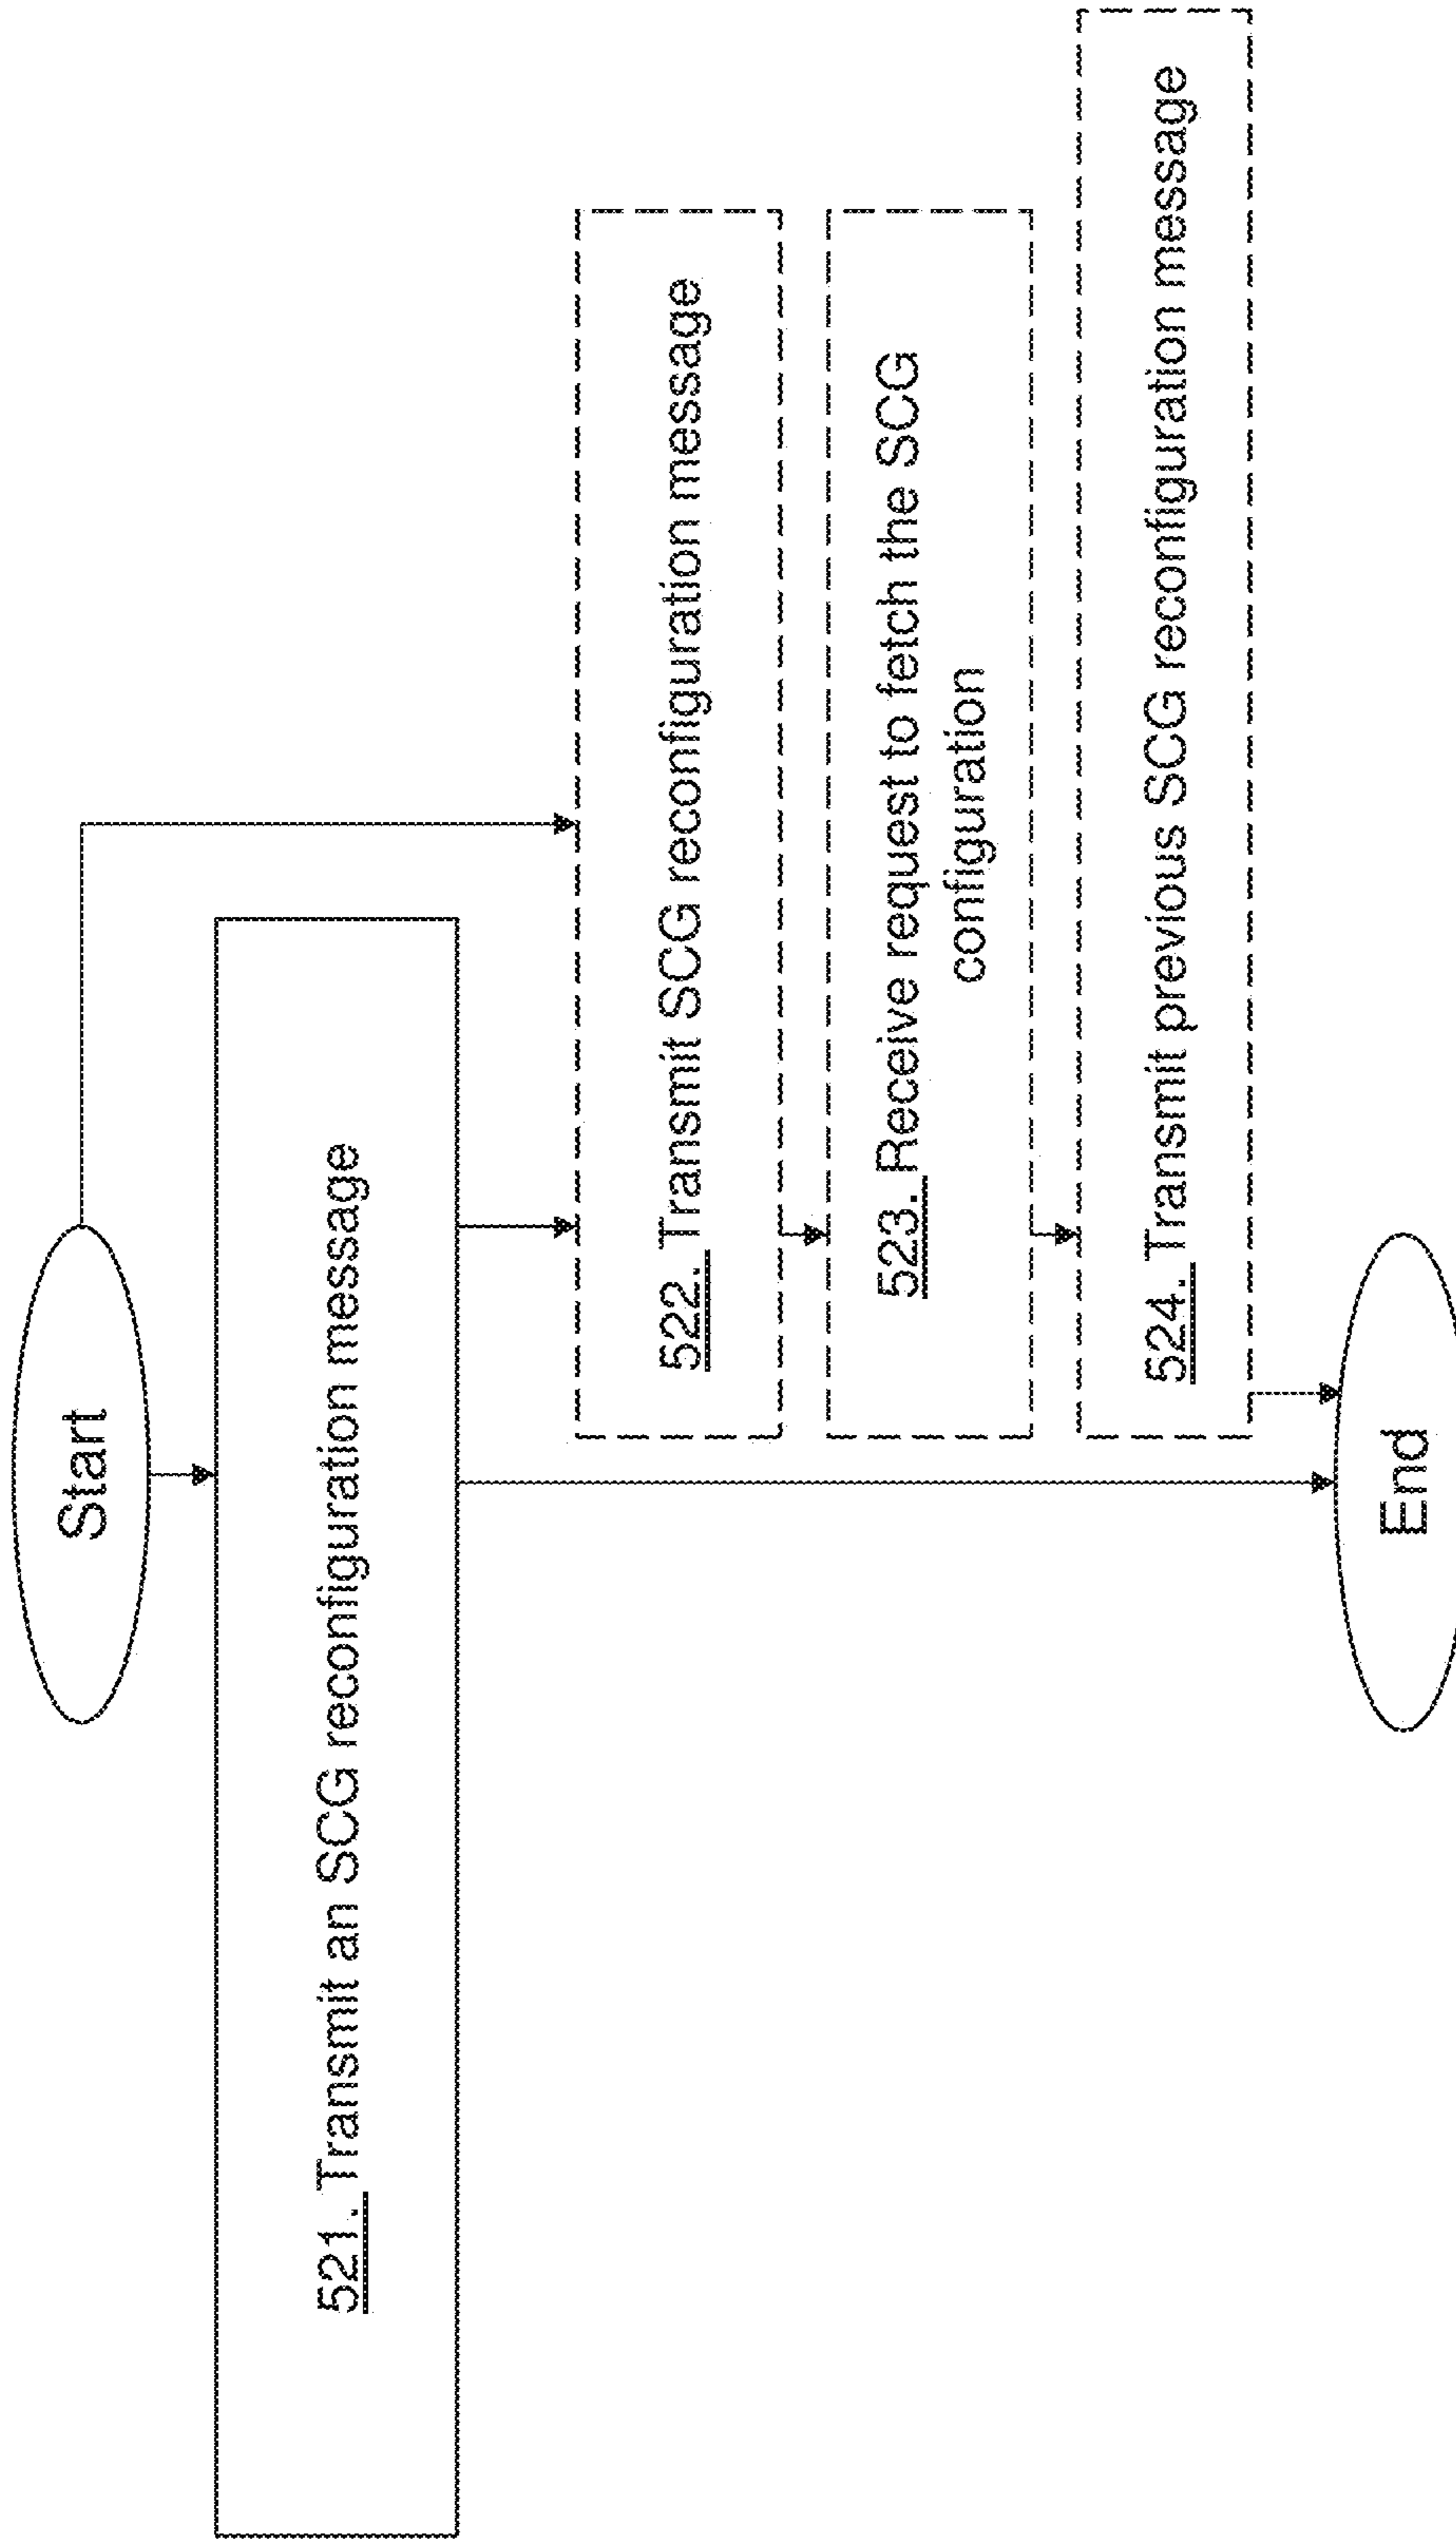 Start
521. Transmit an SCG reconfiguration message
522. Transmit SCG reconfiguration message
523. Receive request to fetch the SCG
configuration
524. Transmit previous SCG reconfiguration message
End